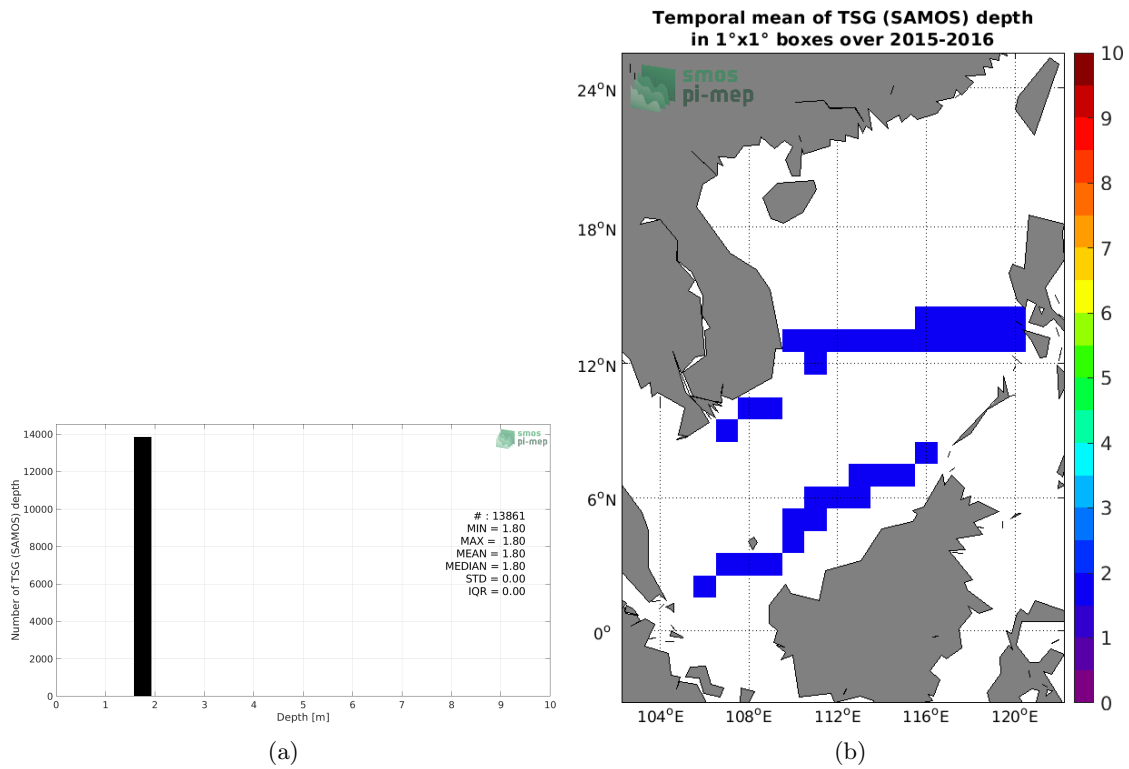 14000
12000
10000
8000
6000
4000
2000
0
Number of TSG (SAMOS) depth
smos
pi-mep
# : 13861
MIN = 1.80
MAX = 1.80
MEAN = 1.80
MEDIAN = 1.80
STD = 0.00
IQR = 0.00
0 1 2 3 4 5 6 7 8 9 10
Depth [m]
(a)
Temporal mean of TSG (SAMOS) depth
in 1°x1° boxes over 2015-2016
smos
pi-mep
24°N
18°N
12°N
6°N
0°
104°E 108°E 112°E 116°E 120°E
10
9
8
7
6
5
4
3
2
1
0
(b)